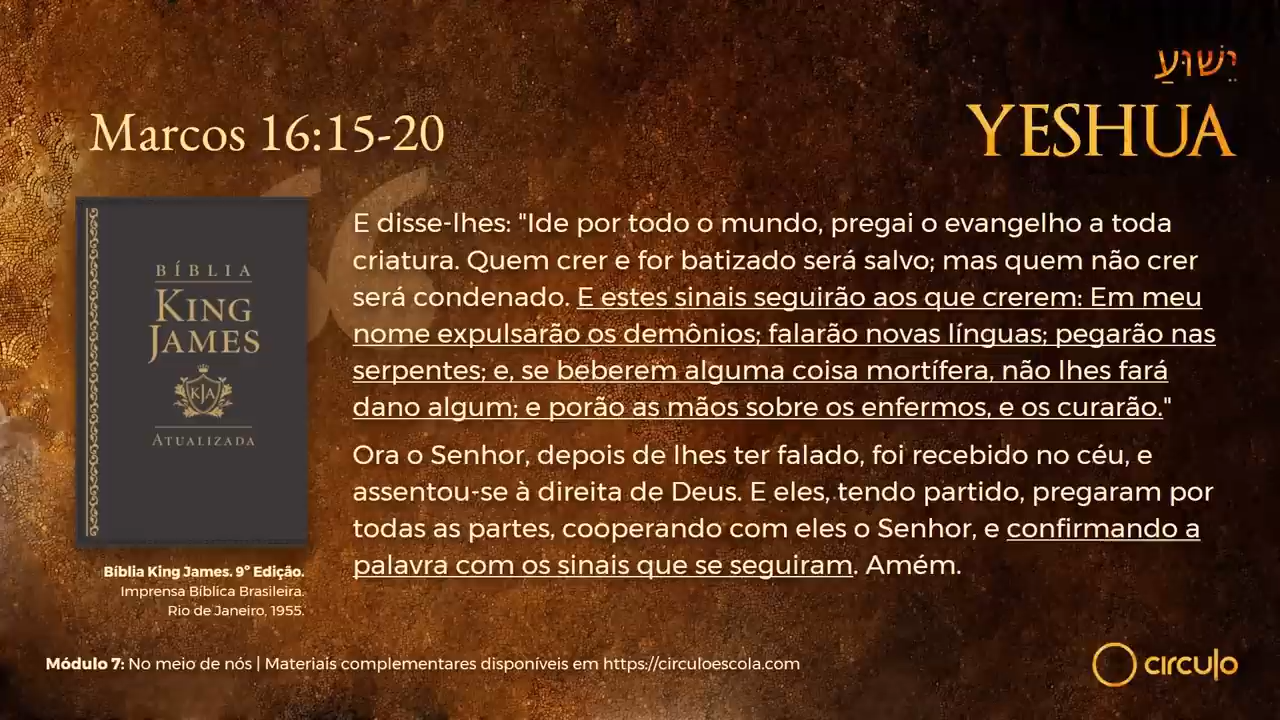 יֵשׁוּעַ
YESHUA
Marcos 16:15-20
BÍBLIA
KING
JAMES
KJA
ATUALIZADA
Bíblia King James. 9º Edição.
Imprensa Bíblica Brasileira.
Rio de Janeiro, 1955.
E disse-lhes: "Ide por todo o mundo, pregai o evangelho a toda
criatura. Quem crer e for batizado será salvo; mas quem não crer
será condenado. E estes sinais seguirão aos que crerem: Em meu
nome expulsarão os demônios; falarão novas línguas; pegarão nas
serpentes; e, se beberem alguma coisa mortífera, não lhes fará
dano algum; e porão as mãos sobre os enfermos, e os curarão."
Ora o Senhor, depois de lhes ter falado, foi recebido no céu, e
assentou-se à direita de Deus. E eles, tendo partido, pregaram por
todas as partes, cooperando com eles o Senhor, e confirmando a
palavra com os sinais que se seguiram. Amém.
Módulo 7: No meio de nós | Materiais complementares disponíveis em https://circuloescola.com
circulo